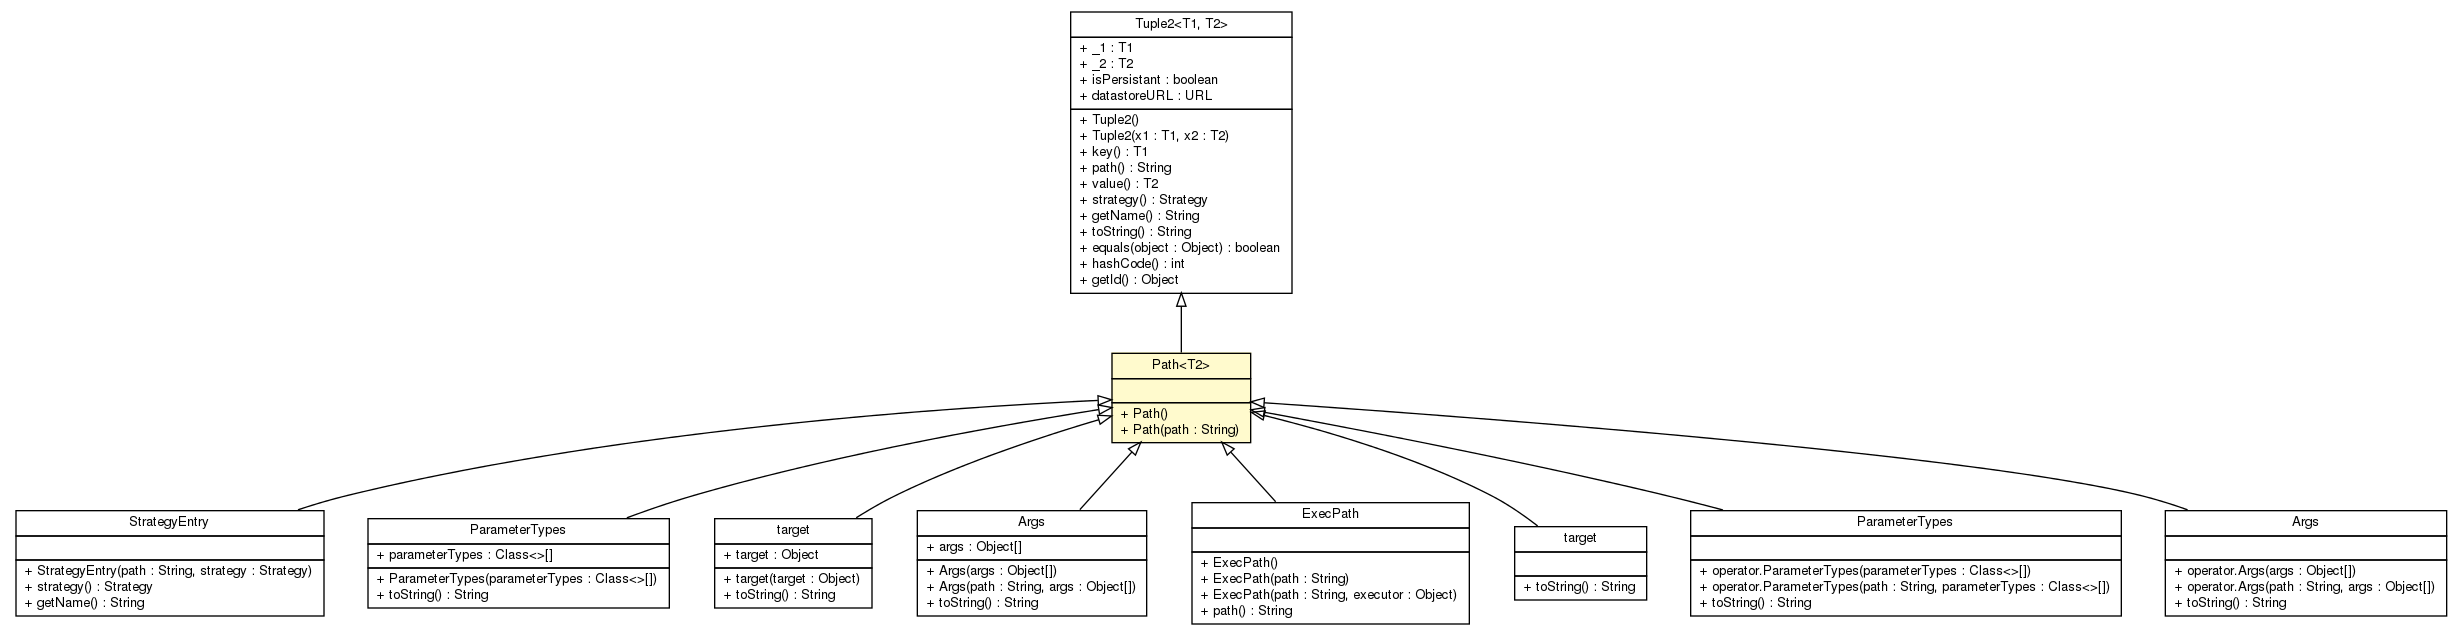 Tuple2<T1, T2>
+ _1 : T1
+ _2 : T2
+ isPersistant : boolean
+ datastoreURL : URL
+ Tuple2()
+ Tuple2(x1 : T1, x2 : T2)
+ key() : T1
+ path() : String
+ value() : T2
+ strategy() : Strategy
+ getName() : String
+ toString() : String
+ equals(object : Object) : boolean
+ hashCode() : int
+ getId() : Object
Path<T2>
+ Path()
+ Path(path : String)
StrategyEntry
+ StrategyEntry(path : String, strategy : Strategy)
+ strategy() : Strategy
+ getName() : String
ParameterTypes
+ parameterTypes : Class<>[]
+ ParameterTypes(parameterTypes : Class<>[])
+ toString() : String
target
+ target : Object
+ target(target : Object)
+ toString() : String
Args
+ args : Object[]
+ Args(args : Object[])
+ Args(path : String, args : Object[])
+ toString() : String
ExecPath
+ ExecPath()
+ ExecPath(path : String)
+ ExecPath(path : String, executor : Object)
+ path() : String
target
+ toString() : String
ParameterTypes
+ operator.ParameterTypes(parameterTypes : Class<>[])
+ operator.ParameterTypes(path : String, parameterTypes : Class<>[])
+ toString() : String
Args
+ operator.Args(args : Object[])
+ operator.Args(path : String, args : Object[])
+ toString() : String